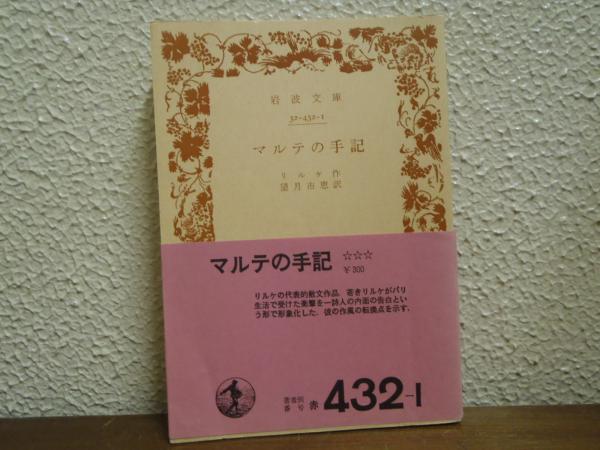 岩波文庫
32-432-1
マルテの手記
リルケ作
望月市恵訳
マルテの手記 ☆☆☆
¥300
リルケの代表的散文作品. 若きリルケがパリ
生活で受けた衝撃を一詩人の内面の告白とい
う形で形象化した. 彼の作風の転換点を示す.
著者別
番号 赤 432-1